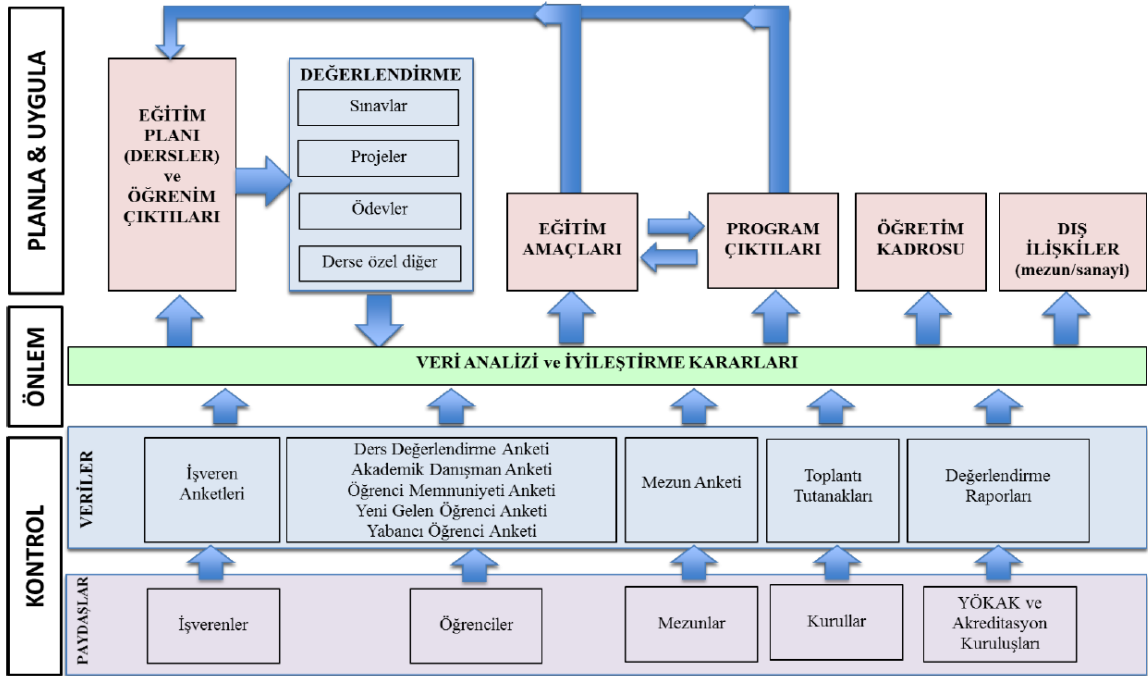 PLANLA & UYGULA
EĞİTİM
PLANI
(DERSLER)
ve
ÖĞRENİM
ÇIKTILARI
DEĞERLENDİRME
Sınavlar
Projeler
Ödevler
Derse özel diğer
EĞİTİM
AMAÇLARI
PROGRAM
ÇIKTILARI
ÖĞRETİM
KADROSU
DIŞ
İLİŞKİLER
(mezun/sanayi)
ÖNLEM
VERİ ANALİZİ ve İYİLEŞTİRME KARARLARI
KONTROL
VERİLER
İşveren
Anketleri
Ders Değerlendirme Anketi
Akademik Danışman Anketi
Öğrenci Memnuniyeti Anketi
Yeni Gelen Öğrenci Anketi
Yabancı Öğrenci Anketi
Mezun Anketi
Toplantı
Tutanakları
Değerlendirme
Raporları
PAYDAŞLAR
İşverenler
Öğrenciler
Mezunlar
Kurullar
YÖKAK ve
Akreditasyon
Kuruluşları